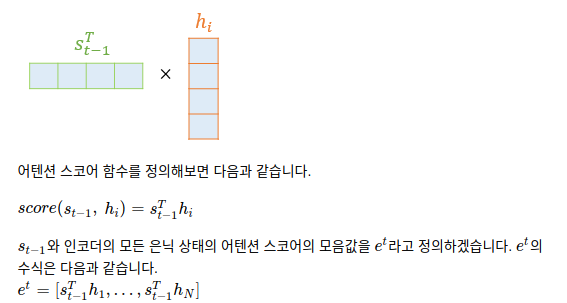 h_i
s_{t-1}^T
×
어텐션 스코어 함수를 정의해보면 다음과 같습니다.
score(s_{t-1}, h_i) = s_{t-1}^T h_i
s_{t-1}와 인코더의 모든 은닉 상태의 어텐션 스코어의 모음값을 e^t라고 정의하겠습니다. e^t의
수식은 다음과 같습니다.
e^t = [s_{t-1}^T h_1, . . . , s_{t-1}^T h_N]